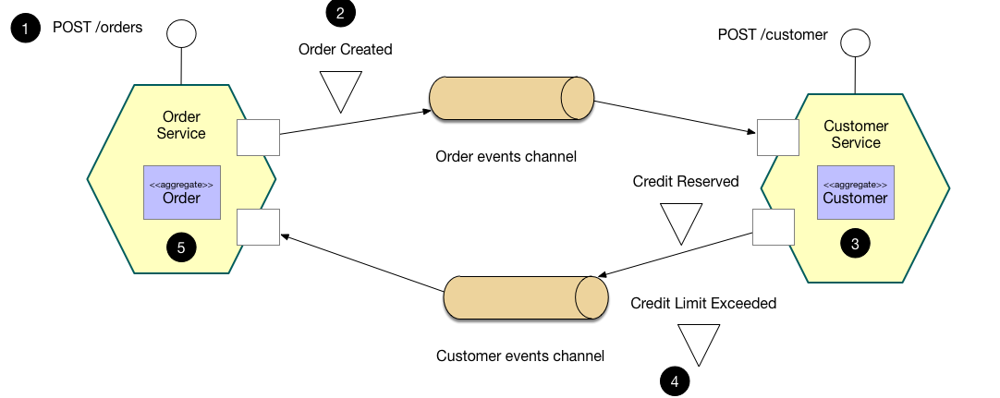 1
POST /orders
2
Order Created
POST /customer
Order
Service
<<aggregate>>
Order
5
Order events channel
Customer
Service
<<aggregate>>
Customer
3
Credit Reserved
Customer events channel
Credit Limit Exceeded
4